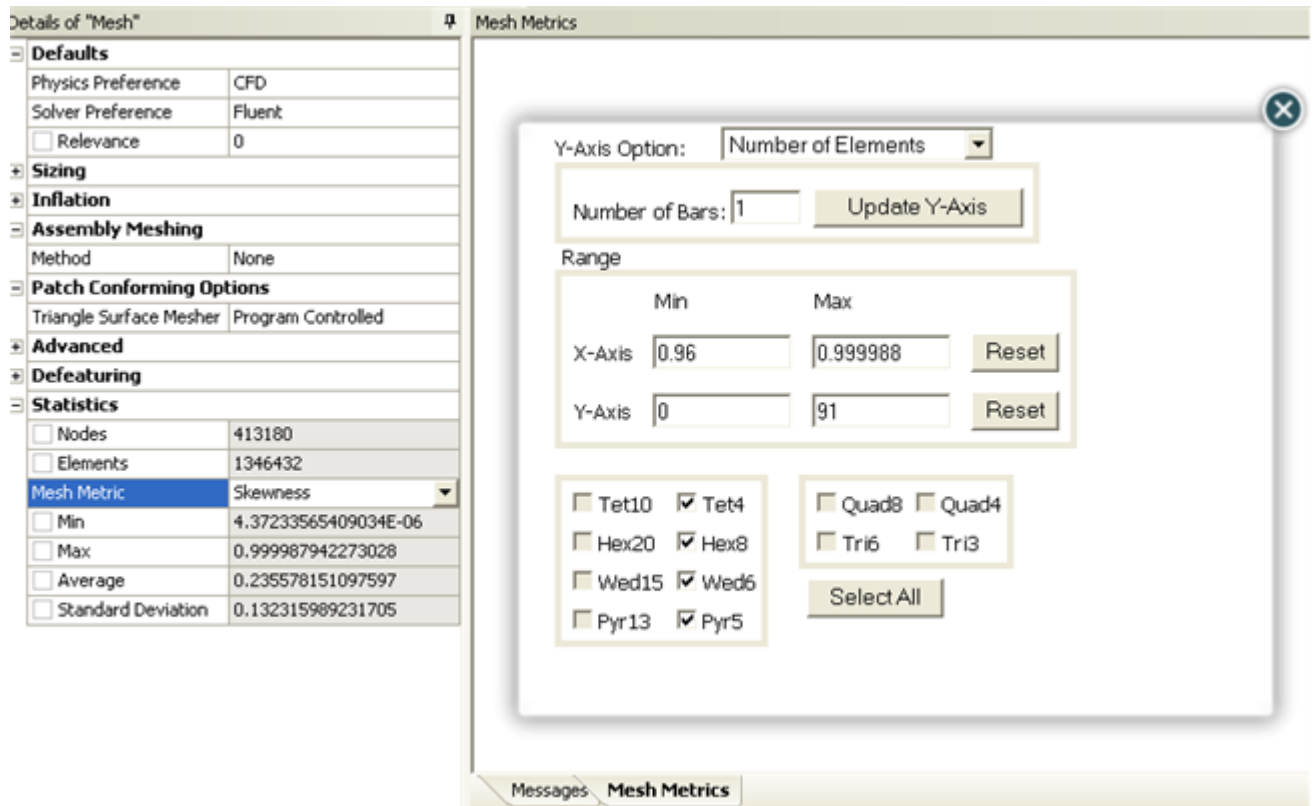 Details of "Mesh"
Defaults
Physics Preference CFD
Solver Preference Fluent
Relevance 0
Sizing
Inflation
Assembly Meshing
Method None
Patch Conforming Options
Triangle Surface Mesher Program Controlled
Advanced
Defeaturing
Statistics
Nodes 413180
Elements 1346432
Mesh Metric Skewness
Min 4.37233565409034E-06
Max 0.999987942273028
Average 0.235578151097597
Standard Deviation 0.132315989231705
Mesh Metrics
Y-Axis Option: Number of Elements
Number of Bars: 1 Update Y-Axis
Range
Min Max
X-Axis 0.96 0.999988 Reset
Y-Axis 0 91 Reset
Tet10 Tet4 Quad8 Quad4
Hex20 Hex8 Tri6 Tri3
Wed15 Wed6 Select All
Pyr13 Pyr5
Messages Mesh Metrics